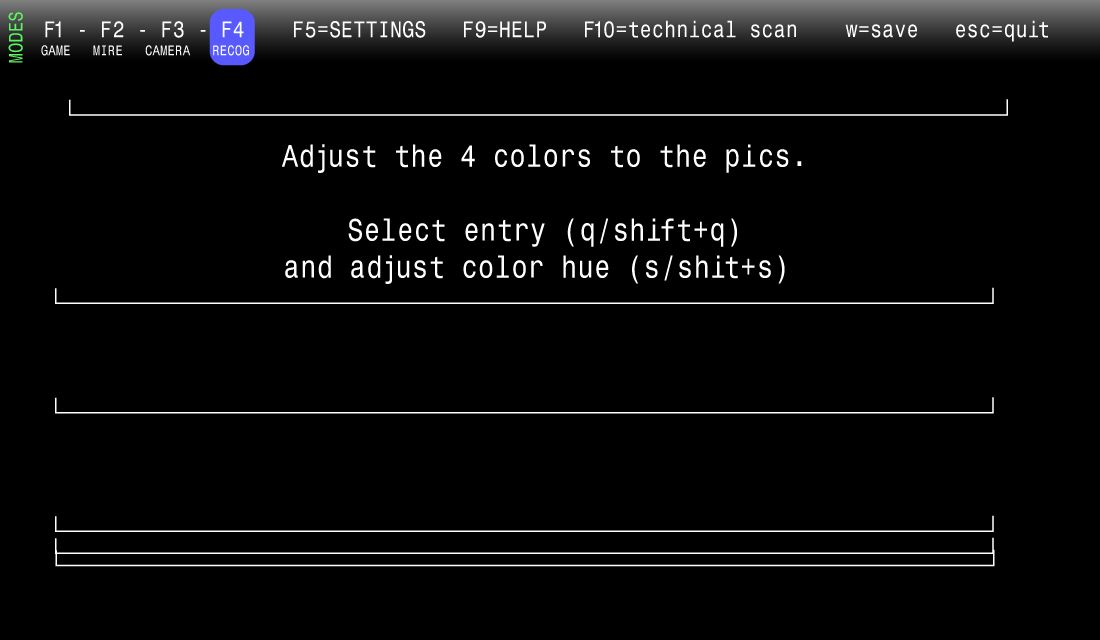 MODES
F1 - F2 - F3 - F4 F5=SETTINGS F9=HELP F10=technical scan w=save esc=quit
GAME MIRE CAMERA RECOG
Adjust the 4 colors to the pics.
Select entry (q/shift+q)
and adjust color hue (s/shit+s)